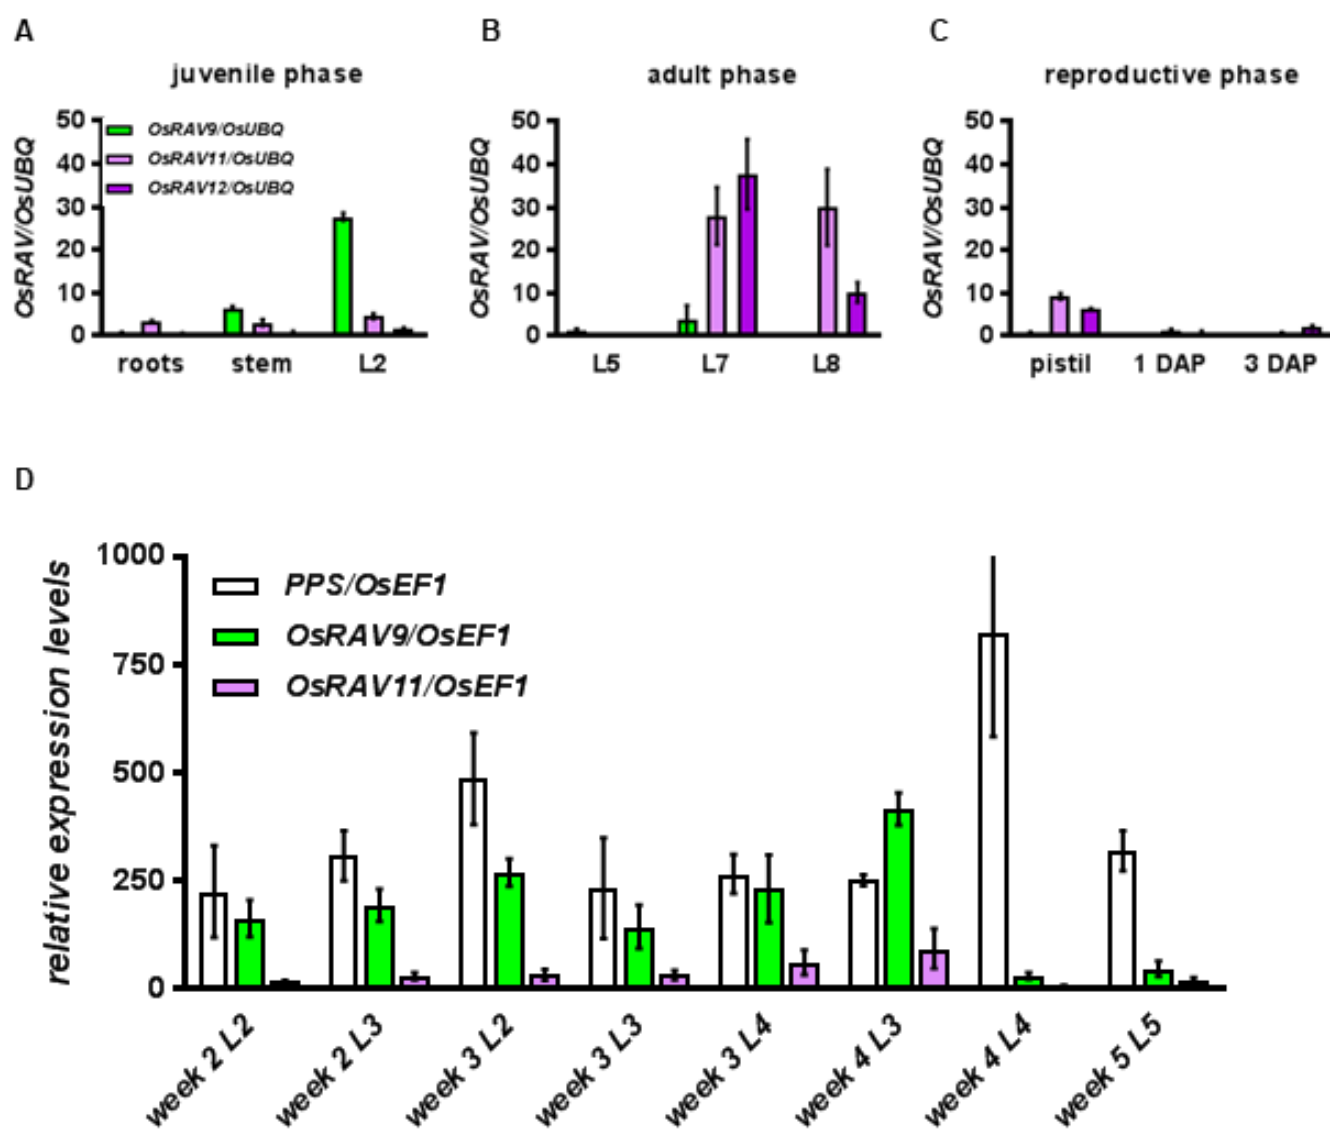 A
B
C
juvenile phase
adult phase
reproductive phase
OsRAV/OsUBQ
50
40
30
20
10
0
OsRAV9/OsUBQ
OsRAV11/OsUBQ
OsRAV12/OsUBQ
roots stem L2
OsRAV/OsUBQ
50
40
30
20
10
0
L5 L7 L8
OsRAV/OsUBQ
50
40
30
20
10
0
pistil 1 DAP 3 DAP
D
relative expression levels
1000
750
500
250
0
PPS/OsEF1
OsRAV9/OsEF1
OsRAV11/OsEF1
week 2 L2
week 2 L3
week 3 L2
week 3 L3
week 3 L4
week 4 L3
week 4 L4
week 5 L5